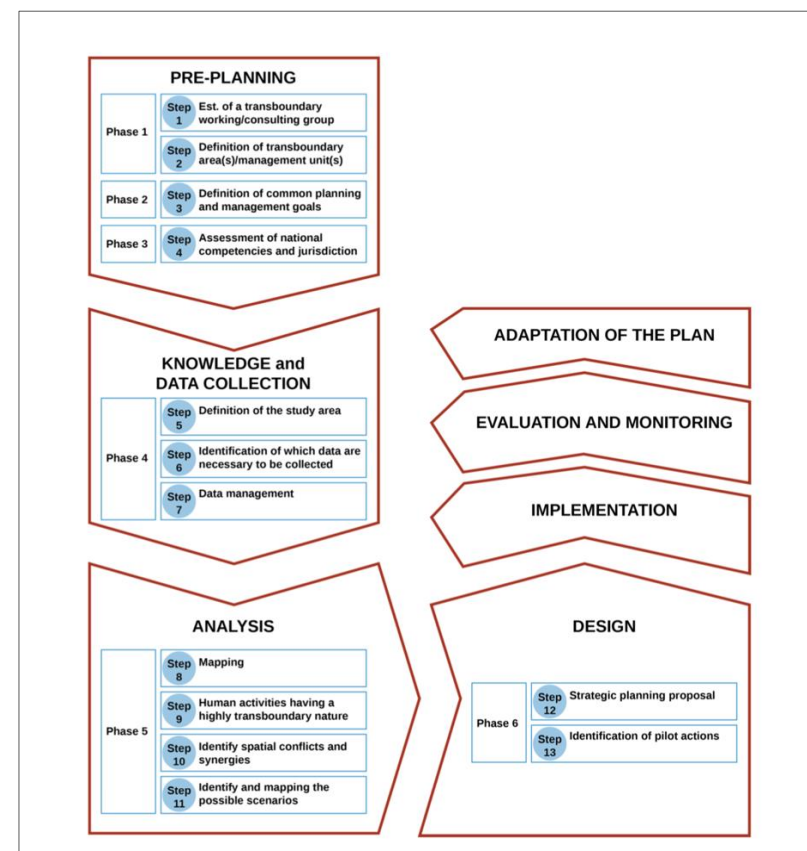 PRE-PLANNING
Phase 1
Step 1
Est. of a transboundary
working/consulting group
Step 2
Definition of transboundary
area(s)/management unit(s)
Phase 2
Step 3
Definition of common planning
and management goals
Phase 3
Step 4
Assessment of national
competencies and jurisdiction
KNOWLEDGE and
DATA COLLECTION
Phase 4
Step 5
Definition of the study area
Step 6
Identification of which data are
necessary to be collected
Step 7
Data management
ANALYSIS
Phase 5
Step 8
Mapping
Step 9
Human activities having a
highly transboundary nature
Step 10
Identify spatial conflicts and
synergies
Step 11
Identify and mapping the
possible scenarios
DESIGN
Phase 6
Step 12
Strategic planning proposal
Step 13
Identification of pilot actions
IMPLEMENTATION
EVALUATION AND MONITORING
ADAPTATION OF THE PLAN